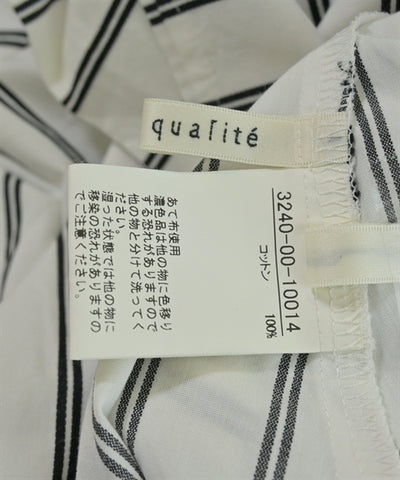 qualité
3240-00-10014
コットン
100%
あて布使用
濃色品は他の物に色移り
する恐れがありますので
他の物と分けて洗ってく
ださい。
湿った状態では他の物に
移染の恐れがありますの
でご注意ください。